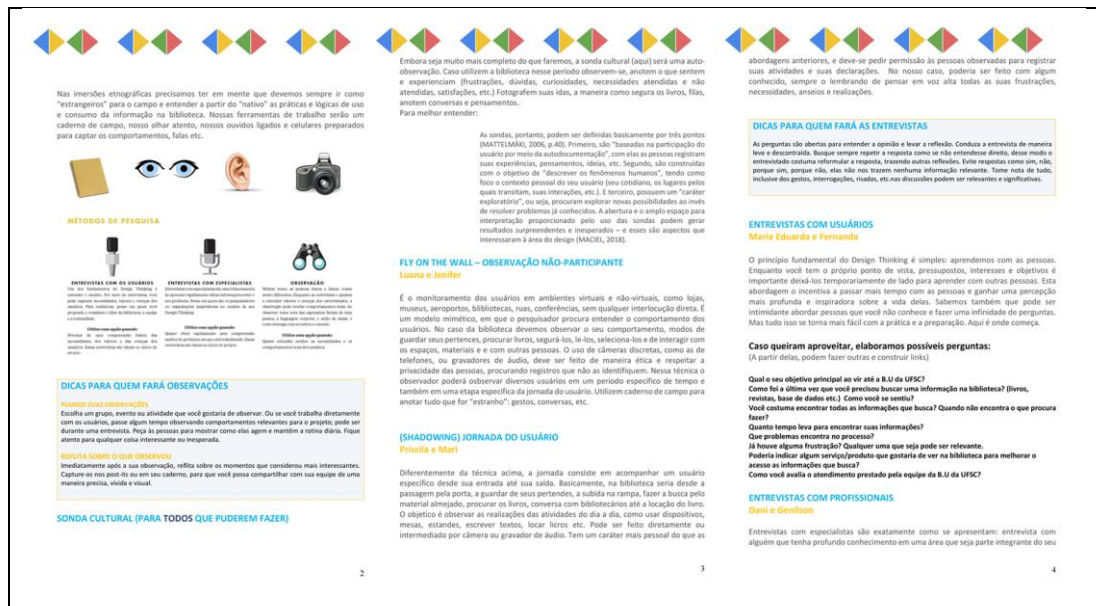 Nas imersões etnográficas precisamos ter em mente que devemos sempre ir como
"estrangeiros" para o campo e entender a partir do "nativo" as práticas e lógicas de uso
e consumo da informação na biblioteca. Nossas ferramentas de trabalho serão um
caderno de campo, nosso olhar atento, nossos ouvidos ligados e celulares preparados
para captar os comportamentos, falas etc.
MÉTODOS DE PESQUISA
ENTREVISTAS COM OS USUÁRIOS
Utilize com opção quando:
ENTREVISTAS COM ESPECIALISTAS
Utilize com opção quando:
OBSERVAÇÃO
Utilize com opção quando:
DICAS PARA QUEM FARÁ OBSERVAÇÕES
PLANEJE SUAS OBSERVAÇÕES
Escolha um grupo, evento ou atividade que você gostaria de observar. Ou se você trabalha diretamente
com os usuários, passe algum tempo observando comportamentos relevantes para o projeto; pode ser
durante uma entrevista. Peça às pessoas para mostrar como elas agem e mantêm a rotina diária. Fique
atento para qualquer coisa interessante ou inesperada.
REFLITA SOBRE O QUE OBSERVOU
Imediatamente após a sua observação, reflita sobre os momentos que considerou mais interessantes.
Capture-os nos post-its ou em seu caderno, para que você possa compartilhar com sua equipe de uma
maneira precisa, vívida e visual.
SONDA CULTURAL (PARA TODOS QUE PUDEREM FAZER)
2
Embora seja muito mais completo do que faremos, a sonda cultural (aqui) será uma auto-
observação. Caso utilizem a biblioteca nesse período observem-se, anotem o que sentem
e experienciam (frustrações, dúvidas, curiosidades, necessidades atendidas e não
atendidas, satisfações, etc.) Fotografem suas idas, a maneira como segura os livros, filas,
anotem conversas e pensamentos.
Para melhor entender:
As sondas, portanto, podem ser definidas basicamente por três pontos
(MATTELMÄKI, 2006, p.40). Primeiro, são "baseadas na participação do
usuário por meio da autodocumentação", com elas as pessoas registram
suas experiências, pensamentos, ideias, etc. Segundo, são construídas
com o objetivo de "descrever os fenômenos humanos", tendo como
foco o contexto pessoal do seu usuário (seu cotidiano, os lugares pelos
quais transitam, suas interações, etc.). E terceiro, possuem um "caráter
exploratório", ou seja, procuram explorar novas possibilidades ao invés
de resolver problemas já conhecidos. A abertura e o amplo espaço para
interpretação proporcionado pelo uso das sondas podem gerar
resultados surpreendentes e inesperados – e esses são aspectos que
interessaram à área do design (MACIEL, 2018).
FLY ON THE WALL – OBSERVAÇÃO NÃO-PARTICIPANTE
Luana e Jenifer
É o monitoramento dos usuários em ambientes virtuais e não-virtuais, como lojas,
museus, aeroportos, bibliotecas, ruas, conferências, sem qualquer interlocução direta. É
um modelo mimético, em que o pesquisador procura entender o comportamento dos
usuários. No caso da biblioteca devemos observar o seu comportamento, modos de
guardar seus pertences, procurar livros, segurá-los, le-los, seleciona-los e de interagir com
os espaços, materiais e e com outras pessoas. O uso de câmeras discretas, como as de
telefones, ou gravadores de áudio, deve ser feito de maneira ética e respeitar a
privacidade das pessoas, procurando registros que não as identifiquem. Nessa técnica o
observador poderá osbservar diversos usuários em um período específico de tempo e
também em uma etapa específica da jornada do usuário. Utilizem caderno de campo para
anotar tudo que for "estranho": gestos, conversas, etc.
(SHADOWING) JORNADA DO USUÁRIO
Priscila e Mari
Diferentemente da técnica acima, a jornada consiste em acompanhar um usuário
específico desde sua entrada até sua saída. Basicamente, na biblioteca seria desde a
passagem pela porta, a guardar de seus pertendes, a subida na rampa, fazer a busca pelo
material almejado, procurar os livros, conversa com bibliotecários até a locação do livro.
O objetico é observar as realizações das atividades do dia a dia, como usar dispositivos,
mesas, estandes, escrever textos, locar licros etc. Pode ser feito diretamente ou
intermediado por câmera ou gravador de áudio. Tem um caráter mais pessoal do que as
3
abordagens anteriores, e deve-se pedir permissão às pessoas observadas para registrar
suas atividades e suas declarações. No nosso caso, poderia ser feito com algum
conhecido, sempre o lembrando de pensar em voz alta todas as suas frustrações,
necessidades, anseios e realizações.
DICAS PARA QUEM FARÁ AS ENTREVISTAS
As perguntas são abertas para entender a opinião e levar a reflexão. Conduza a entrevista de maneira
leve e descontraída. Busque sempre repetir a resposta como se não entendesse direito, desse modo o
entrevistado costuma reformular a resposta, trazendo outras reflexões. Evite respostas como sim, não,
porque sim, porque não, elas não nos trazem nenhuma informação relevante. Tome nota de tudo,
inclusive dos gestos, interrogações, risadas, etc.nas discussões podem ser relevantes e significativas.
ENTREVISTAS COM USUÁRIOS
Maria Eduarda e Fernanda
O princípio fundamental do Design Thinking é simples: aprendemos com as pessoas.
Enquanto você tem o próprio ponto de vista, pressupostos, interesses e objetivos é
importante deixá-los temporariamente de lado para aprender com outras pessoas. Esta
abordagem o incentiva a passar mais tempo com as pessoas e ganhar uma percepção
mais profunda e inspiradora sobre a vida delas. Sabemos também que pode ser
intimidante abordar pessoas que você não conhece e fazer uma infinidade de perguntas.
Mas tudo isso se torna mais fácil com a prática e a preparação. Aqui é onde começa.
Caso queiram aproveitar, elaboramos possíveis perguntas:
(A partir delas, podem fazer outras e construir links)
Qual o seu objetivo principal ao vir até a B.U da UFSC?
Como foi a última vez que você precisou buscar uma informação na biblioteca? (livros,
revistas, base de dados etc.) Como você se sentiu?
Você costuma encontrar todas as informações que busca? Quando não encontra o que procura
fazer?
Quanto tempo leva para encontrar suas informações?
Que problemas encontra no processo?
Já houve alguma frustração? Qualquer uma que seja pode ser relevante.
Poderia indicar algum serviço/produto que gostaria de ver na biblioteca para melhorar o
acesso as informações que busca?
Como você avalia o atendimento prestado pela equipe da B.U da UFSC?
ENTREVISTAS COM PROFISSIONAIS
Dani e Genilson
Entrevistas com especialistas são exatamente como se apresentam: entrevista com
alguém que tenha profundo conhecimento em uma área que seja parte integrante do seu
4